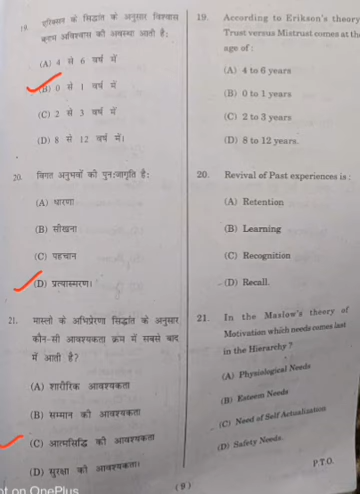 19. एरिक्सन के सिद्धांत के अनुसार विश्वास
बनाम अविश्वास की अवस्था आती है:
(A) 4 से 6 वर्ष में
(B) 0 से 1 वर्ष में
(C) 2 से 3 वर्ष में
(D) 8 से 12 वर्ष में।
20. विगत अनुभवों की पुन:जागृति है:
(A) धारणा
(B) सीखना
(C) पहचान
(D) प्रत्यास्मरण।
21. मास्लो के अभिप्रेरणा सिद्धांत के अनुसार
कौन-सी आवश्यकता क्रम में सबसे बाद
में आती है?
(A) शारीरिक आवश्यकता
(B) सम्मान की आवश्यकता
(C) आत्मसिद्धि की आवश्यकता
(D) सुरक्षा की आवश्यकता।
19. According to Erikson's theory
Trust versus Mistrust comes at the
age of :
(A) 4 to 6 years
(B) 0 to 1 years
(C) 2 to 3 years
(D) 8 to 12 years.
20. Revival of Past experiences is :
(A) Retention
(B) Learning
(C) Recognition
(D) Recall.
21. In the Maslow's theory of
Motivation which needs comes last
in the Hierarchy ?
(A) Physiological Needs
(B) Esteem Needs
(C) Need of Self Actualization
(D) Safety Needs.
P.T.O.
(9)
on OnePlus